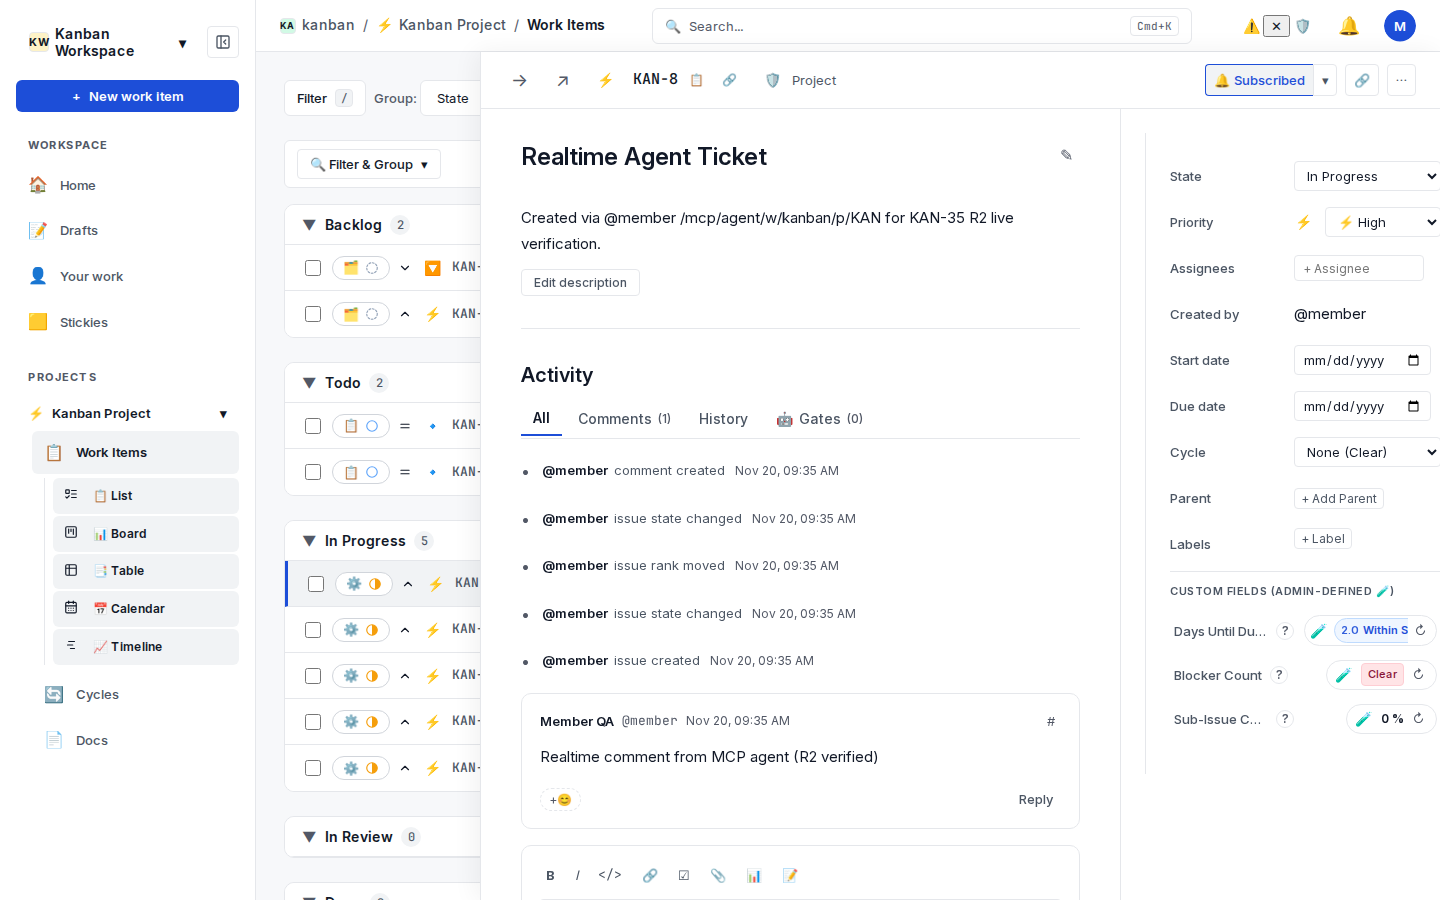 KW Kanban Workspace ▾
+ New work item
WORKSPACE
🏠 Home
📝 Drafts
👤 Your work
🟨 Stickies
PROJECTS
⚡ Kanban Project ▾
📋 Work Items
📋 List
📊 Board
📑 Table
📅 Calendar
📈 Timeline
🔄 Cycles
📄 Docs
KA kanban / ⚡ Kanban Project / Work Items
🔍 Search... Cmd+K
⚠️ ✕ 🛡️ 🔔 M
Filter / Group: State
🔍 Filter & Group ▾
▼ Backlog 2
KAN-
KAN-
▼ Todo 2
KAN-
KAN-
▼ In Progress 5
KAN
KAN-
KAN-
KAN-
KAN-
▼ In Review 0
→ ↗ ⚡ KAN-8 📋 🔗 🛡️ Project
🔔 Subscribed ▾ 🔗 ···
Realtime Agent Ticket ✎
Created via @member /mcp/agent/w/kanban/p/KAN for KAN-35 R2 live
verification.
Edit description
Activity
All Comments (1) History 🤖 Gates (0)
• @member comment created Nov 20, 09:35 AM
• @member issue state changed Nov 20, 09:35 AM
• @member issue rank moved Nov 20, 09:35 AM
• @member issue state changed Nov 20, 09:35 AM
• @member issue created Nov 20, 09:35 AM
Member QA @member Nov 20, 09:35 AM #
Realtime comment from MCP agent (R2 verified)
+😊 Reply
B I </> 🔗 ☑ 📎 📊 📝
State In Progress
Priority ⚡ ⚡ High
Assignees + Assignee
Created by @member
Start date mm/dd/yyyy
Due date mm/dd/yyyy
Cycle None (Clear)
Parent + Add Parent
Labels + Label
CUSTOM FIELDS (ADMIN-DEFINED 🧪)
Days Until Du… ? 🧪 2.0 Within S ↻
Blocker Count ? 🧪 Clear ↻
Sub-Issue C… ? 🧪 0 % ↻